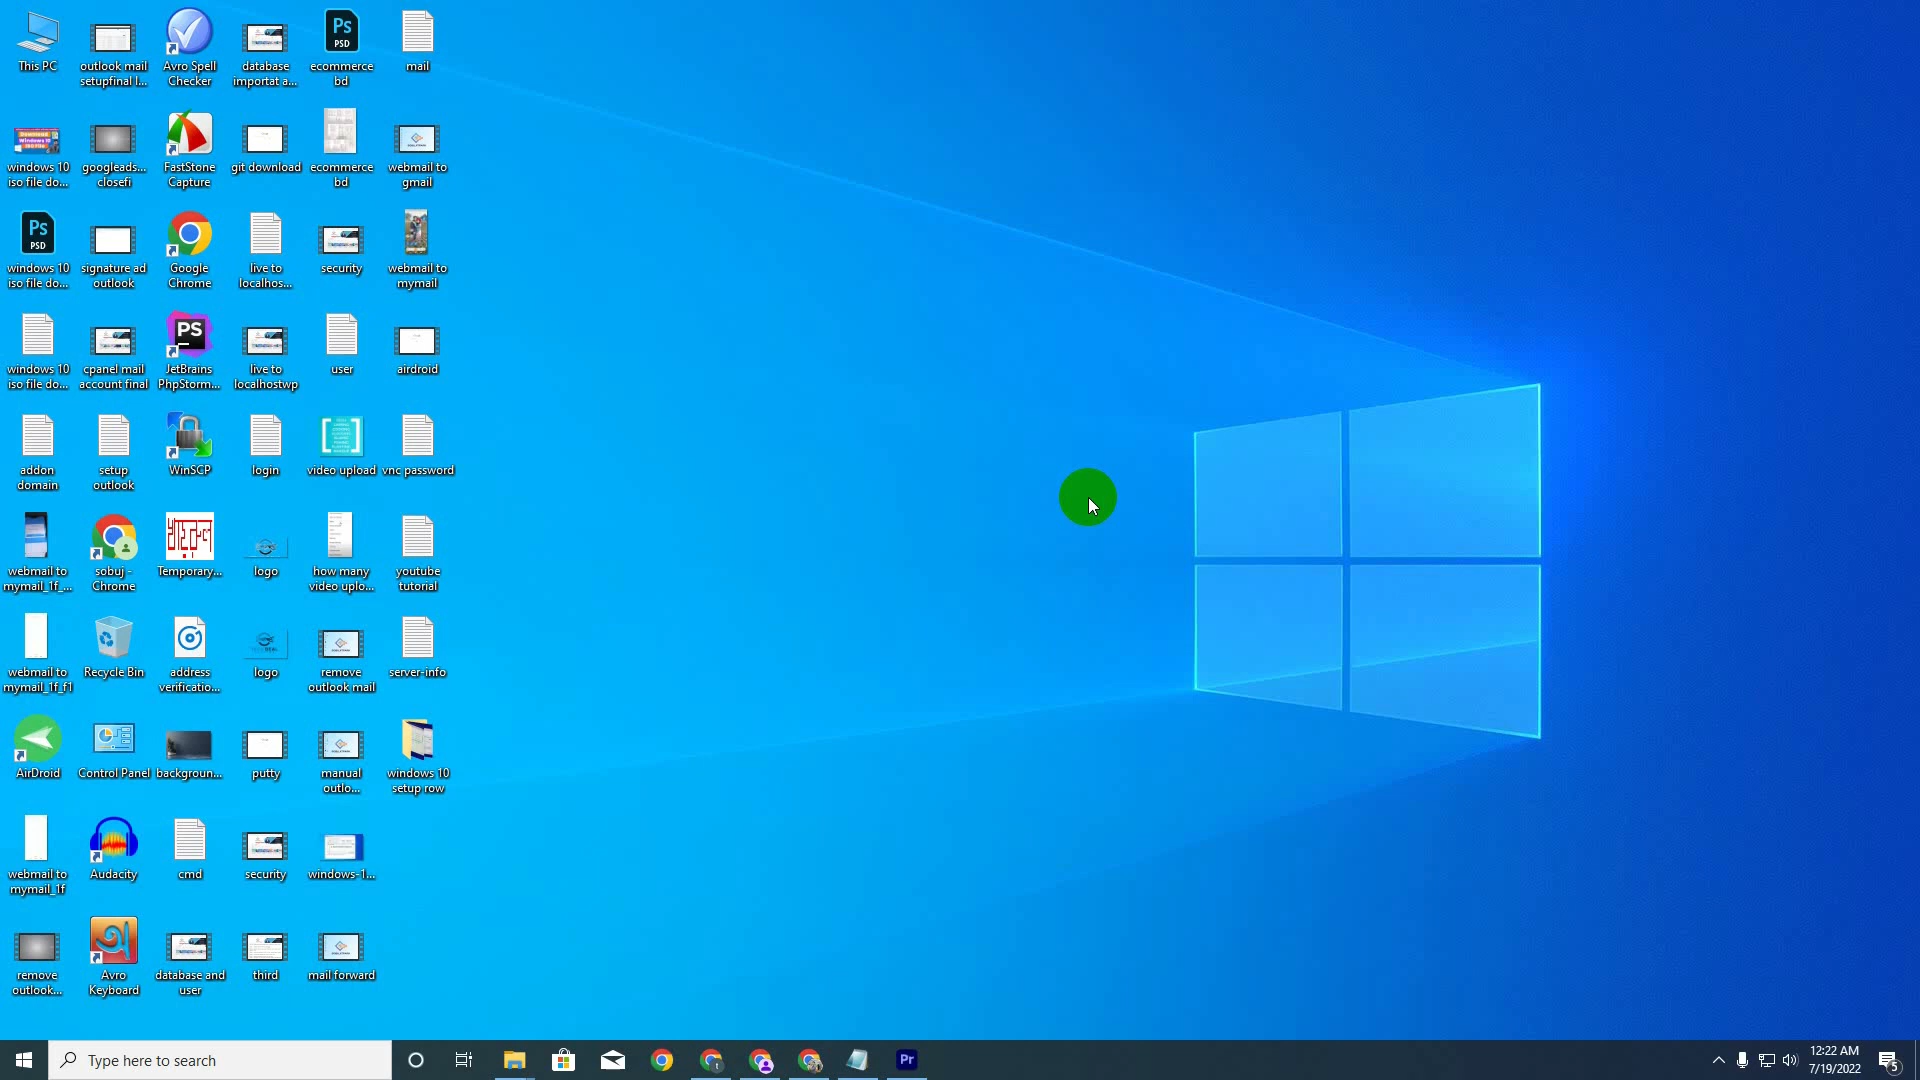 This PC
outlook mail
setupfinal l...
Avro Spell
Checker
database
importat a...
Ps
PSD
ecommerce
bd
mail
windows 10
iso file do...
googleads...
closefi
FastStone
Capture
git download
ecommerce
bd
webmail to
gmail
Ps
PSD
windows 10
iso file do...
signature ad
outlook
Google
Chrome
live to
localhos...
security
webmail to
mymail
windows 10
iso file do...
cpanel mail
account final
PS
JetBrains
PhpStorm...
live to
localhostwp
user
airdroid
addon
domain
setup
outlook
WinSCP
login
video upload
vnc password
webmail to
mymail_1f_...
sobuj -
Chrome
Temporary...
logo
how many
video uplo...
youtube
tutorial
webmail to
mymail_1f_f1
Recycle Bin
address
verificatio...
logo
remove
outlook mail
server-info
AirDroid
Control Panel
backgroun...
putty
manual
outlo...
windows 10
setup row
webmail to
mymail_1f
Audacity
cmd
security
windows-1...
remove
outlook...
Avro
Keyboard
database and
user
third
mail forward
Type here to search
Pr
12:22 AM
7/19/2022
5